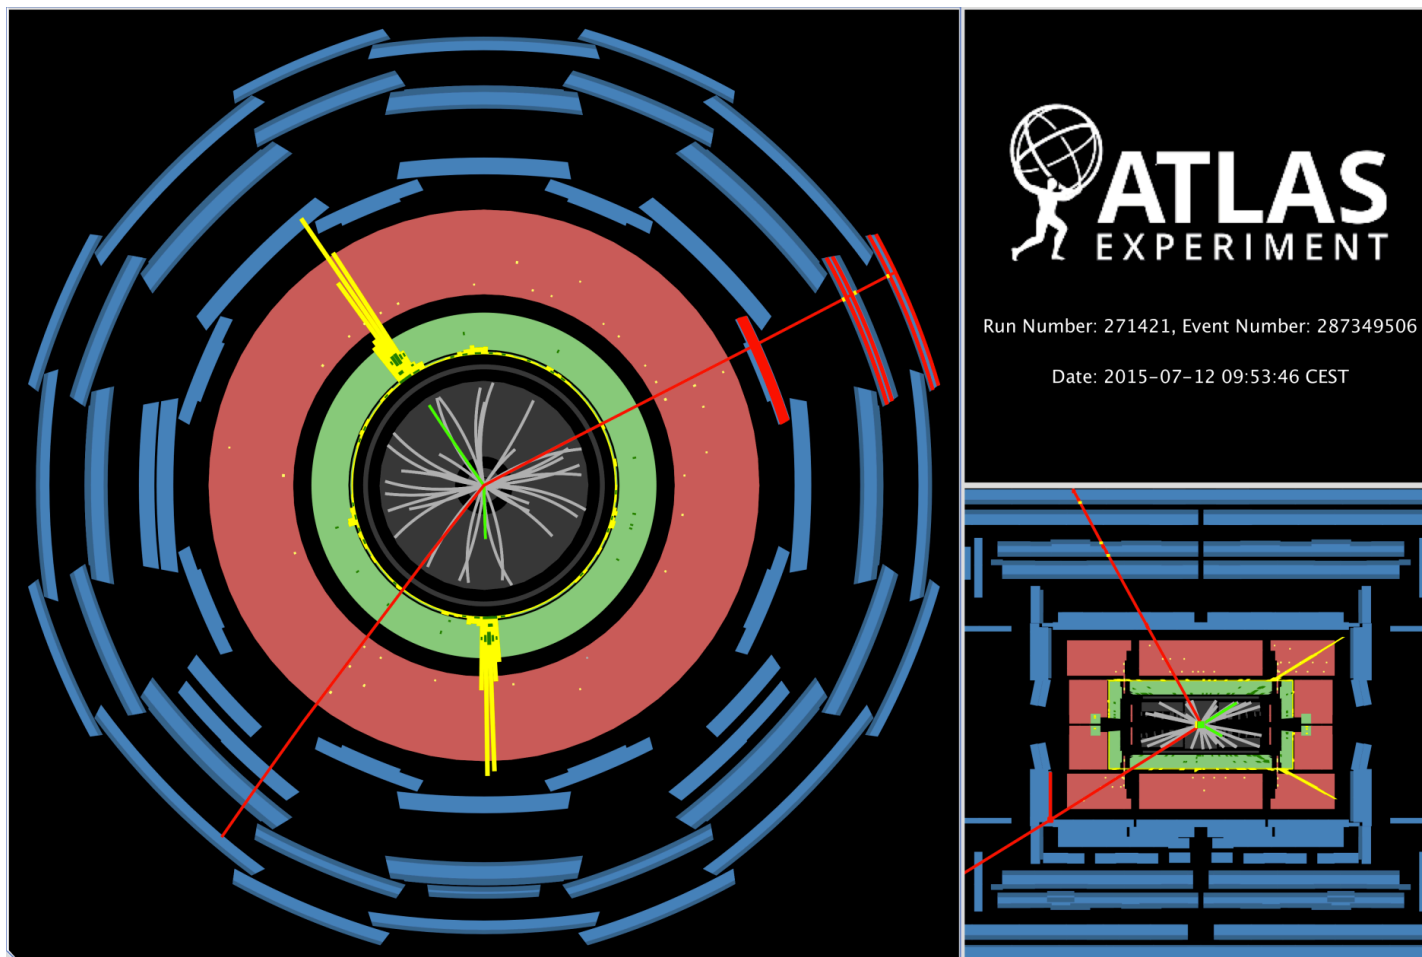 ATLAS
EXPERIMENT
Run Number: 271421, Event Number: 287349506
Date: 2015-07-12 09:53:46 CEST